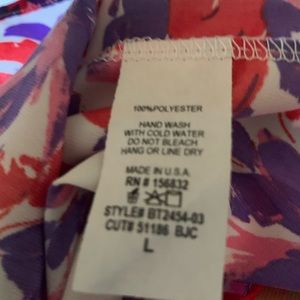 100%POLYESTER
HAND WASH
WITH COLD WATER
DO NOT BLEACH
HANG OR LINE DRY
MADE IN U.S.A.
RN # 156832
STYLE# BT2454-03
CUT# 51186 BJC
L